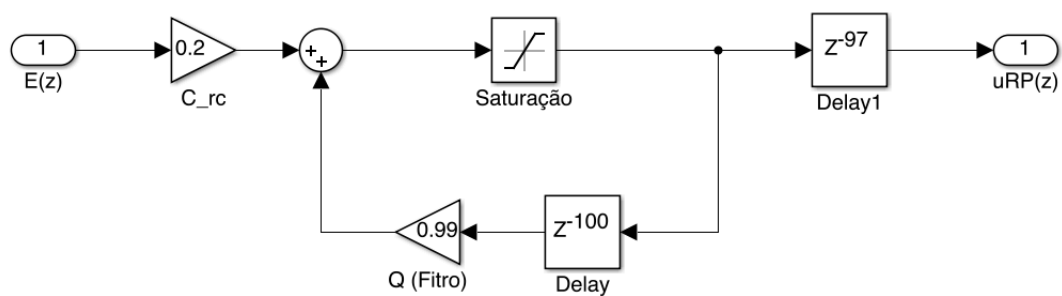 1
E(z)
0.2
C_rc
+
+
Saturação
Z-97
Delay1
1
uRP(z)
0.99
Q (Fitro)
Z-100
Delay